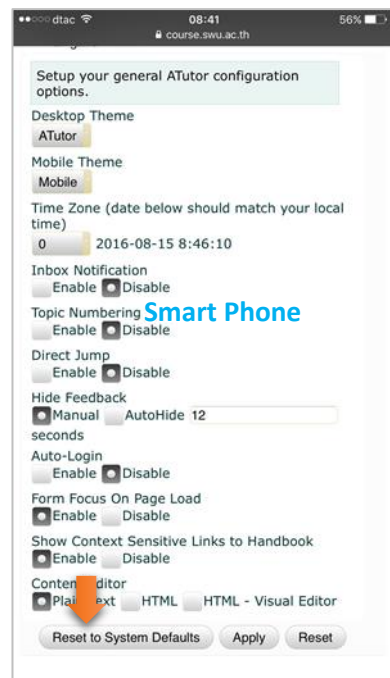 dtac 08:41 56%
course.swu.ac.th
Setup your general ATutor configuration
options.
Desktop Theme
ATutor
Mobile Theme
Mobile
Time Zone (date below should match your local
time)
0 2016-08-15 8:46:10
Inbox Notification
Enable Disable
Topic Numbering Smart Phone
Enable Disable
Direct Jump
Enable Disable
Hide Feedback
Manual AutoHide 12
seconds
Auto-Login
Enable Disable
Form Focus On Page Load
Enable Disable
Show Context Sensitive Links to Handbook
Enable Disable
Editor
HTML HTML - Visual Editor
Reset to System Defaults Apply Reset